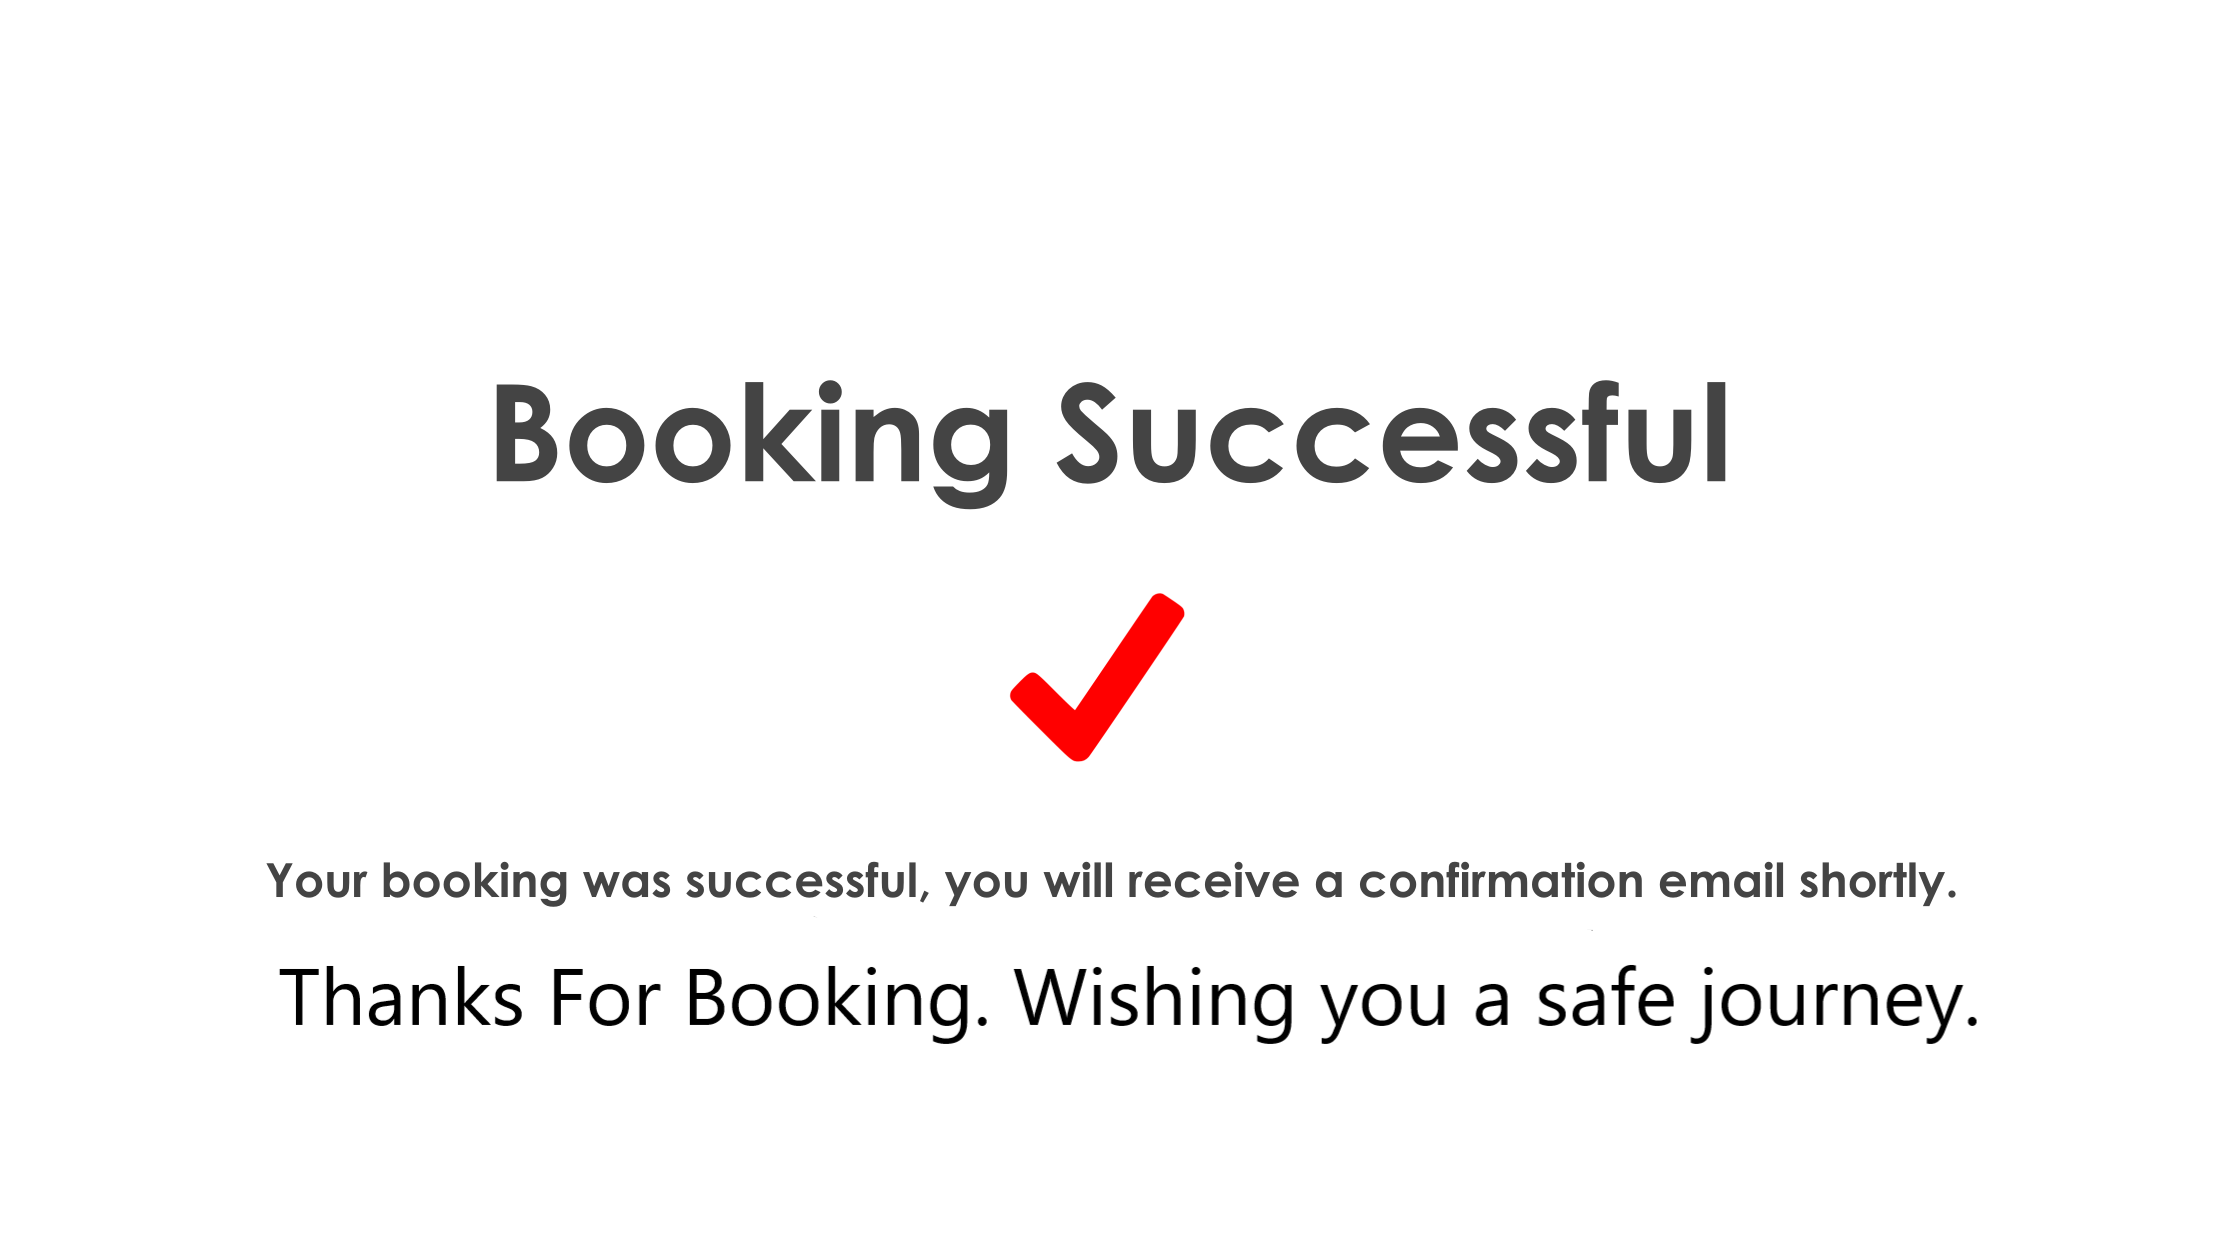 Booking Successful
Your booking was successful, you will receive a confirmation email shortly.
Thanks For Booking. Wishing you a safe journey.